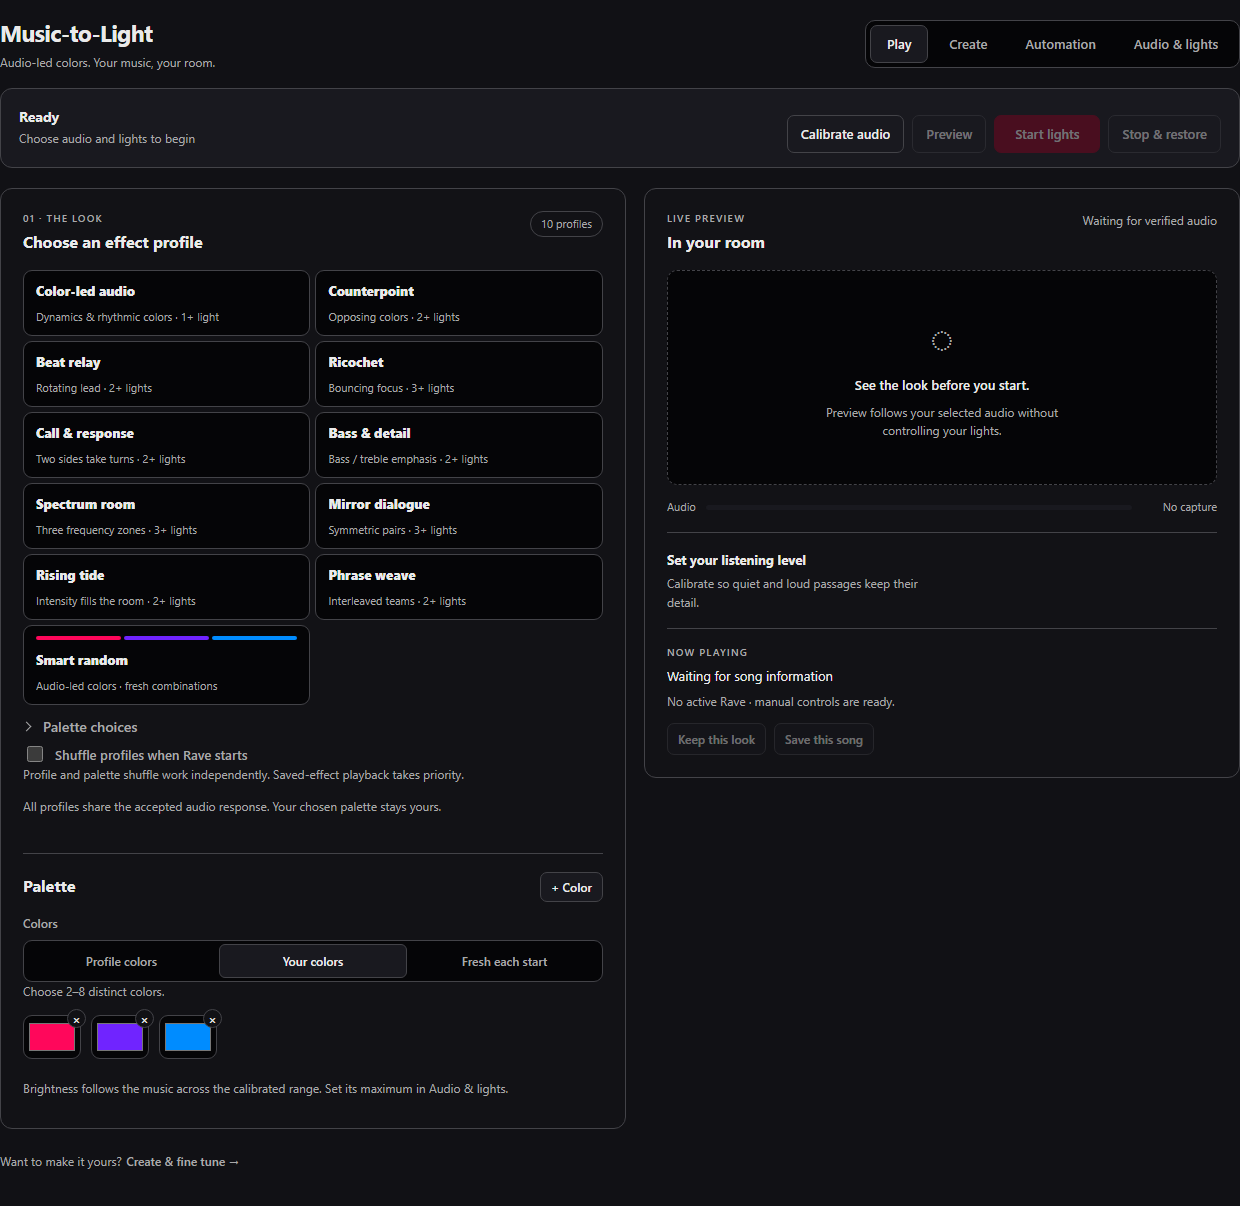 Music-to-Light
Audio-led colors. Your music, your room.
Play
Create
Automation
Audio & lights
Ready
Choose audio and lights to begin
Calibrate audio
Preview
Start lights
Stop & restore
01 · THE LOOK
Choose an effect profile
10 profiles
Color-led audio
Dynamics & rhythmic colors · 1+ light
Counterpoint
Opposing colors · 2+ lights
Beat relay
Rotating lead · 2+ lights
Ricochet
Bouncing focus · 3+ lights
Call & response
Two sides take turns · 2+ lights
Bass & detail
Bass / treble emphasis · 2+ lights
Spectrum room
Three frequency zones · 3+ lights
Mirror dialogue
Symmetric pairs · 3+ lights
Rising tide
Intensity fills the room · 2+ lights
Phrase weave
Interleaved teams · 2+ lights
Smart random
Audio-led colors · fresh combinations
Palette choices
Shuffle profiles when Rave starts
Profile and palette shuffle work independently. Saved-effect playback takes priority.
All profiles share the accepted audio response. Your chosen palette stays yours.
Palette
+ Color
Colors
Profile colors
Your colors
Fresh each start
Choose 2–8 distinct colors.
× × ×
Brightness follows the music across the calibrated range. Set its maximum in Audio & lights.
LIVE PREVIEW
In your room
Waiting for verified audio
See the look before you start.
Preview follows your selected audio without
controlling your lights.
Audio
No capture
Set your listening level
Calibrate so quiet and loud passages keep their
detail.
NOW PLAYING
Waiting for song information
No active Rave · manual controls are ready.
Keep this look
Save this song
Want to make it yours? Create & fine tune →